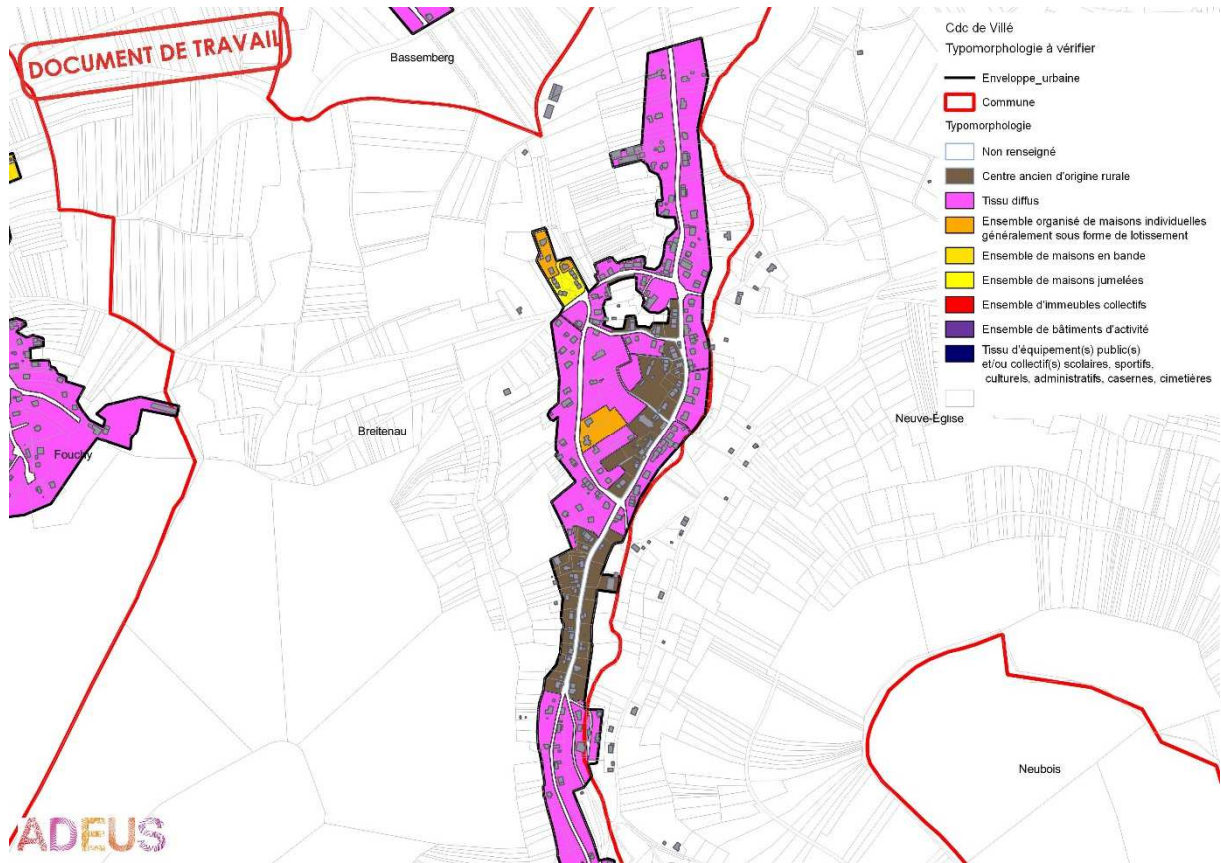 DOCUMENT DE TRAVAIL
Bassemberg
Cdc de Villé
Typomorphologie à vérifier
Enveloppe_urbaine
Commune
Typomorphologie
Non renseigné
Centre ancien d'origine rurale
Tissu diffus
Ensemble organisé de maisons individuelles
généralement sous forme de lotissement
Ensemble de maisons en bande
Ensemble de maisons jumelées
Ensemble d'immeubles collectifs
Ensemble de bâtiments d'activité
Tissu d'équipement(s) public(s)
et/ou collectif(s) scolaires, sportifs,
culturels, administratifs, casernes, cimetières
Breitenau
Neuve-Église
Fouchy
Neubois
ADEUS